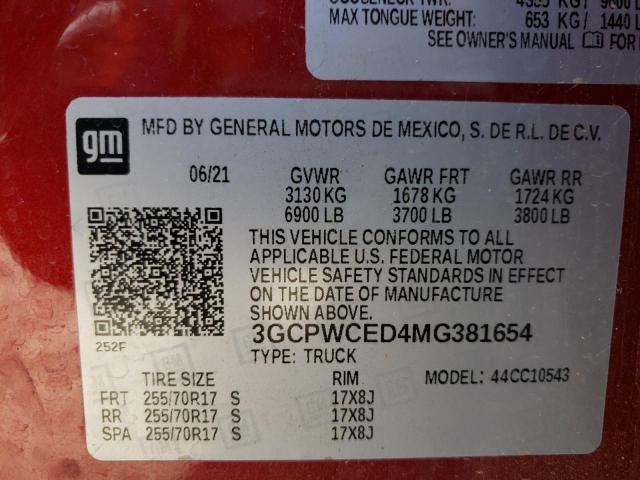 4355 KG/
MAX TONGUE WEIGHT: 653 KG/ 1440
SEE OWNER'S MANUAL FOR
gm MFD BY GENERAL MOTORS DE MEXICO, S. DE R.L. DE C.V.
06/21 GVWR GAWR FRT GAWR RR
3130 KG 1678 KG 1724 KG
6900 LB 3700 LB 3800 LB
THIS VEHICLE CONFORMS TO ALL
APPLICABLE U.S. FEDERAL MOTOR
VEHICLE SAFETY STANDARDS IN EFFECT
ON THE DATE OF MANUFACTURE
SHOWN ABOVE.
252F 3GCPWCED4MG381654
TYPE: TRUCK
TIRE SIZE RIM MODEL: 44CC10543
FRT 255/70R17 S 17X8J
RR 255/70R17 S 17X8J
SPA 255/70R17 S 17X8J